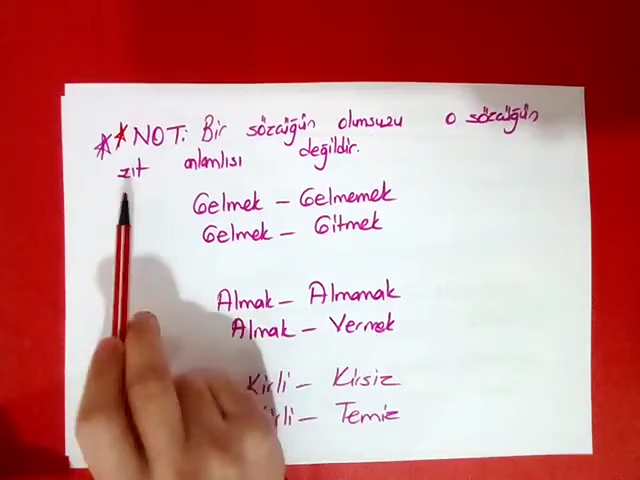 **NOT: Bir sözcüğün olumsuzu o sözcüğün
zıt anlamlısı değildir.
Gelmek – Gelmemek
Gelmek – Gitmek
Almak – Almamak
Almak – Vermek
Kirli – Kirsiz
Temiz